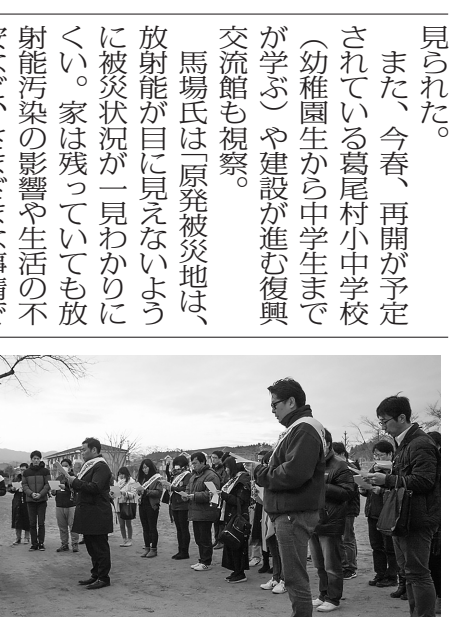 見られた。
　また、今春、再開が予定
されている葛尾村小中学校
（幼稚園生から中学生まで
が学ぶ）や建設が進む復興
交流館も視察。
　馬場氏は「原発被災地は、
放射能が目に見えないよう
に被災状況が一見わかりに
くい。家は残っていても放
射能汚染の影響や生活の不